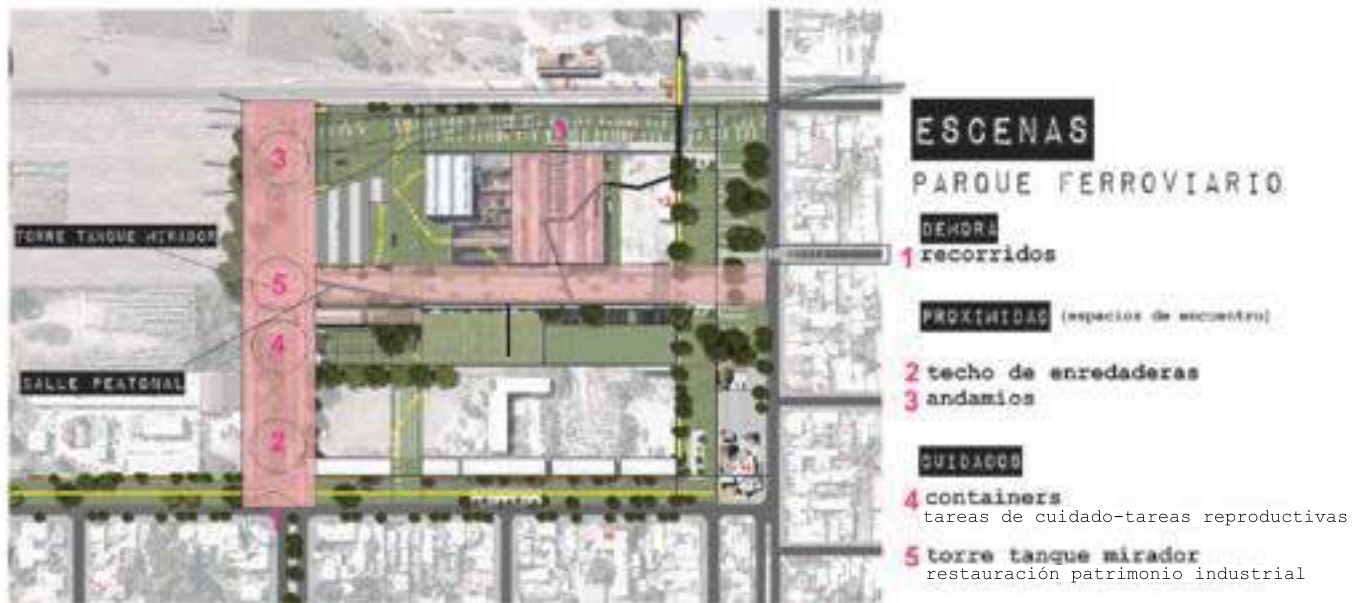 ESCENAS
PARQUE FERROVIARIO
DEMORA
1 recorridos
PROXIMIDAD (espacios de encuentro)
2 techo de enredaderas
3 andamios
CUIDADOS
4 containers
tareas de cuidado-tareas reproductivas
5 torre tanque mirador
restauración patrimonio industrial
TORRE TANQUE MIRADOR
CALLE PEATONAL
3
5
4
2